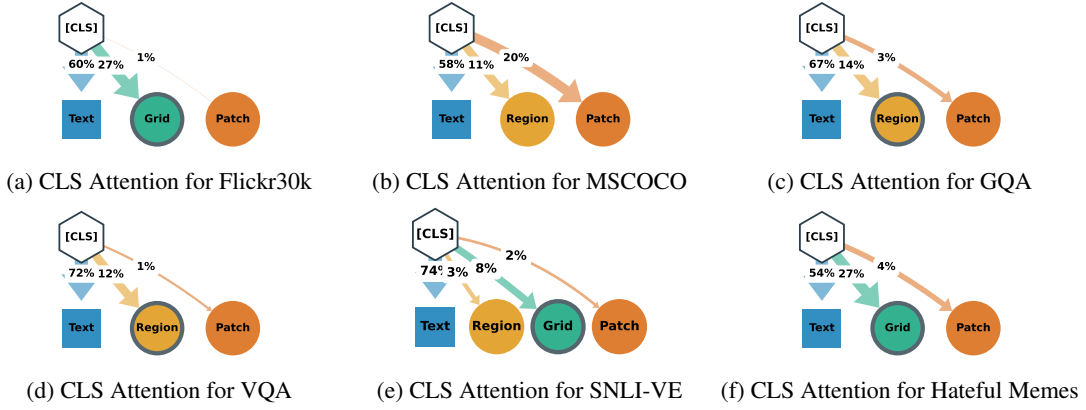 [CLS] [CLS] [CLS]
60% 27% 1% 58% 11% 20% 67% 14% 3%
Text Grid Patch Text Region Patch Text Region Patch
(a) CLS Attention for Flickr30k (b) CLS Attention for MSCOCO (c) CLS Attention for GQA
[CLS] [CLS] [CLS]
72% 12% 1% 74% 3% 8% 2% 54% 27% 4%
Text Region Patch Text Region Grid Patch Text Grid Patch
(d) CLS Attention for VQA (e) CLS Attention for SNLI-VE (f) CLS Attention for Hateful Memes